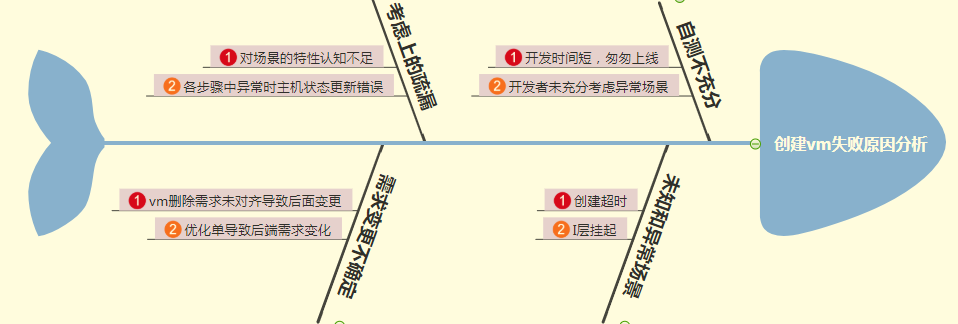 考虑上的疏漏
1 对场景的特性认知不足
2 各步骤中异常时主机状态更新错误
自测不充分
1 开发时间短，匆匆上线
2 开发者未充分考虑异常场景
创建vm失败原因分析
需求变更不确定
1 vm删除需求未对齐导致后面变更
2 优化单导致后端需求变化
未知和异常场景
1 创建超时
2 I层挂起